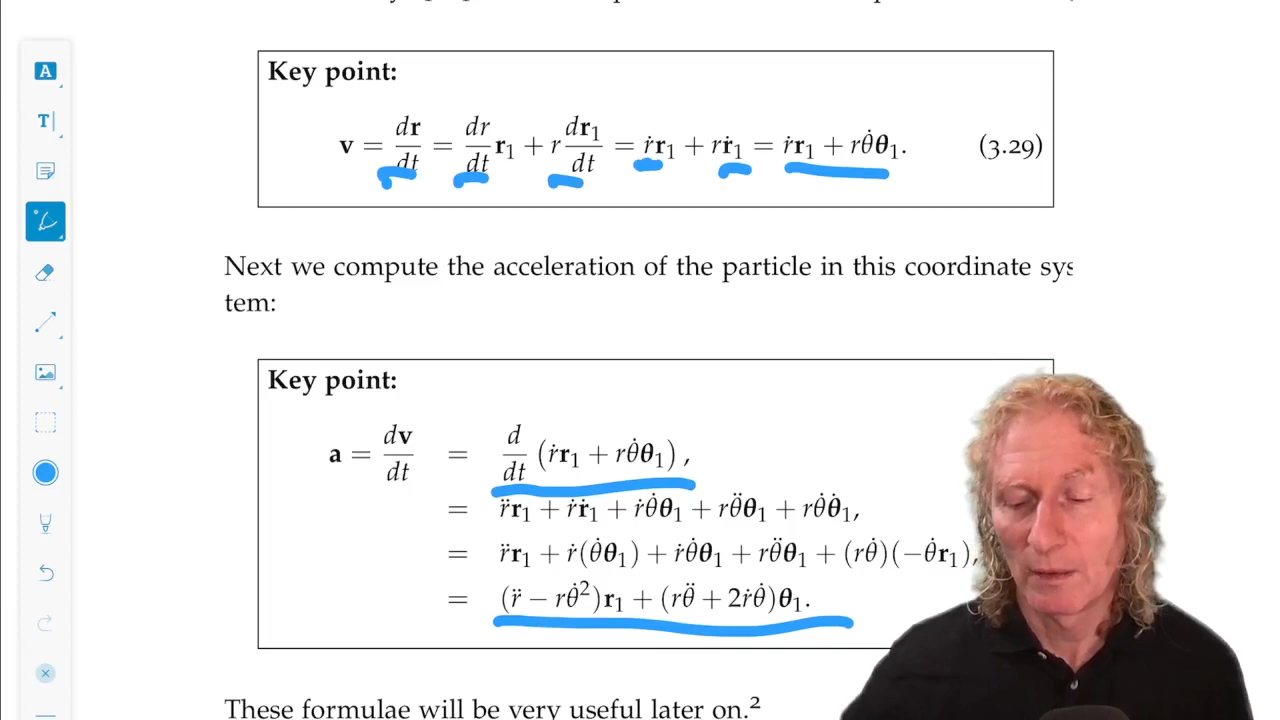 Key point:
v = dr/dt = dr/dt r₁ + r dr₁/dt = ṙr₁ + rṙ₁ = ṙr₁ + rθ̇θ₁. (3.29)
Next we compute the acceleration of the particle in this coordinate sys
tem:
Key point:
a = dv/dt = d/dt (ṙr₁ + rθ̇θ₁),
= r̈r₁ + ṙṙ₁ + ṙθ̇θ₁ + rθ̈θ₁ + rθ̇θ̇₁,
= r̈r₁ + ṙ(θ̇θ₁) + ṙθ̇θ₁ + rθ̈θ₁ + (rθ̇)(−θ̇r₁),
= (r̈ − rθ̇²)r₁ + (rθ̈ + 2ṙθ̇)θ₁.
These formulae will be very useful later on.²
A
T